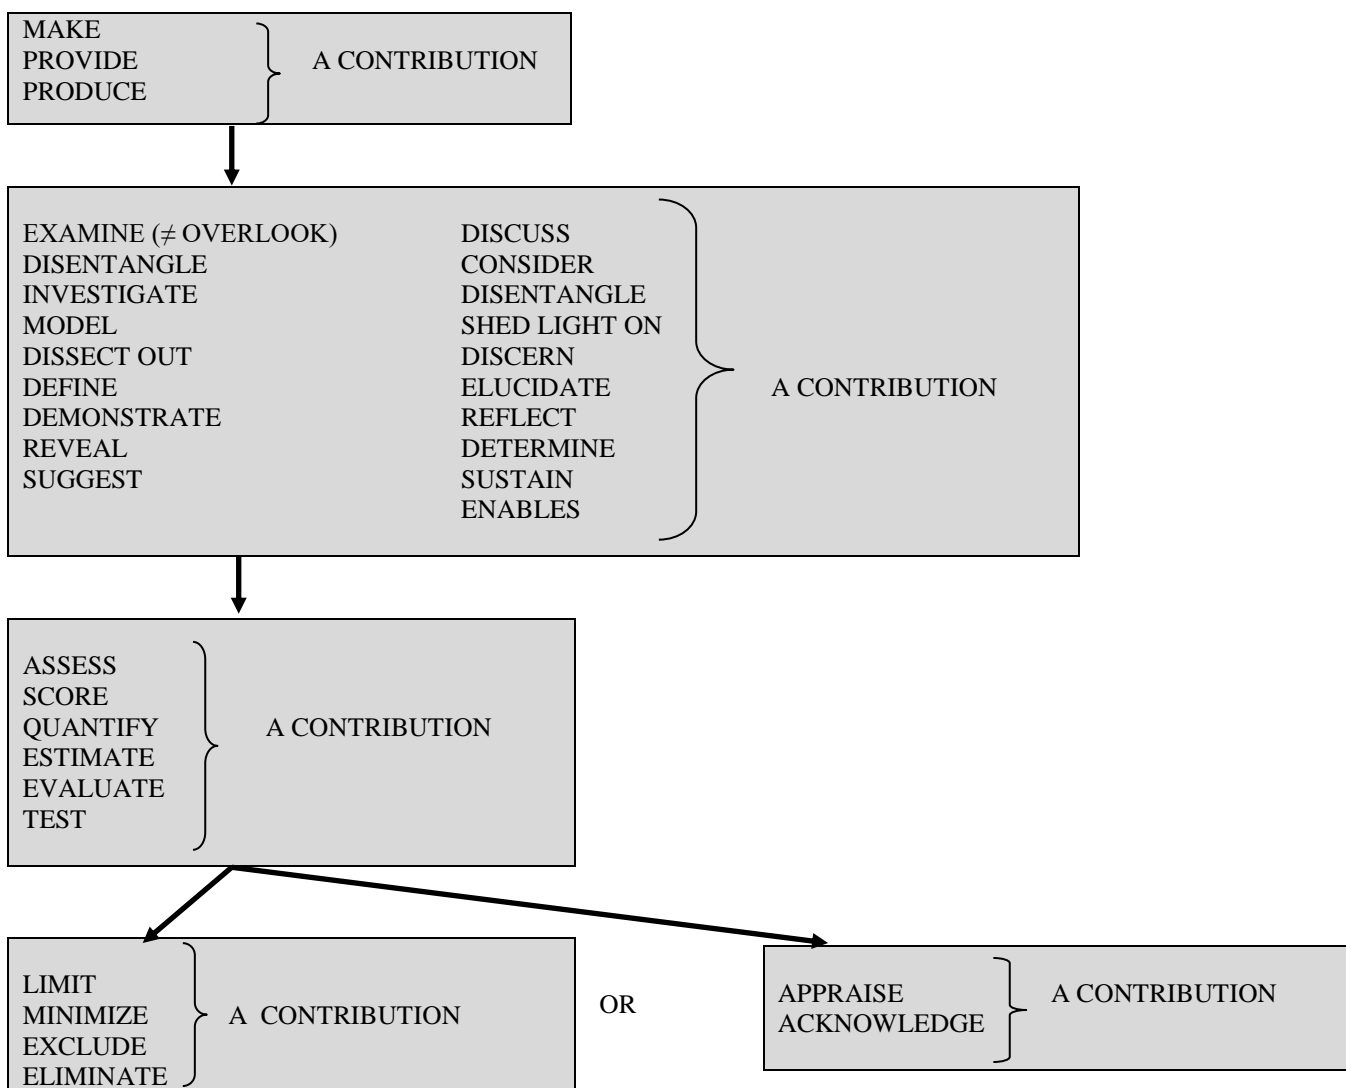 MAKE
PROVIDE
PRODUCE
A CONTRIBUTION
EXAMINE (≠ OVERLOOK)
DISENTANGLE
INVESTIGATE
MODEL
DISSECT OUT
DEFINE
DEMONSTRATE
REVEAL
SUGGEST
DISCUSS
CONSIDER
DISENTANGLE
SHED LIGHT ON
DISCERN
ELUCIDATE
REFLECT
DETERMINE
SUSTAIN
ENABLES
A CONTRIBUTION
ASSESS
SCORE
QUANTIFY
ESTIMATE
EVALUATE
TEST
A CONTRIBUTION
LIMIT
MINIMIZE
EXCLUDE
ELIMINATE
A CONTRIBUTION
OR
APPRAISE
ACKNOWLEDGE
A CONTRIBUTION